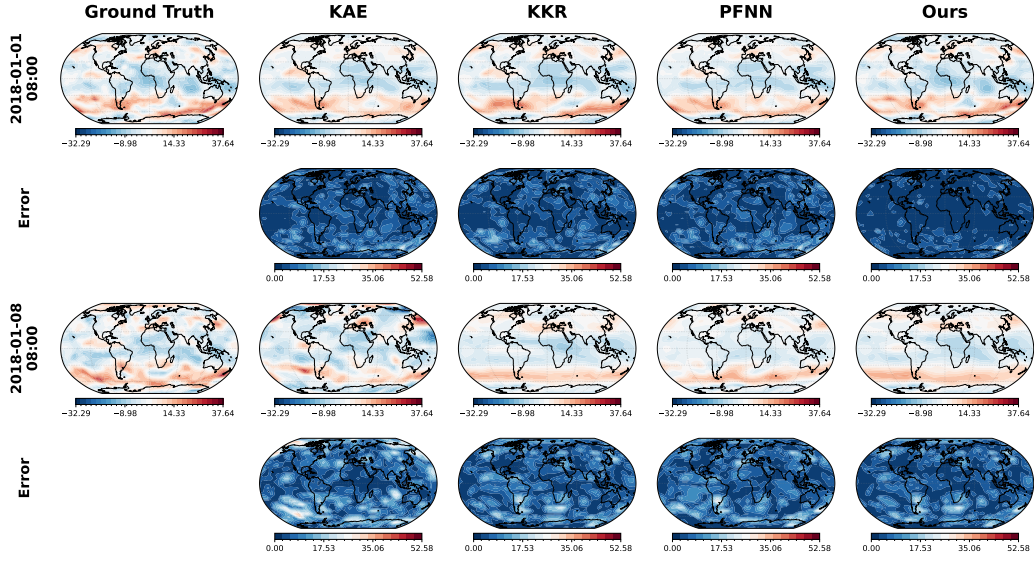 Ground Truth KAE KKR PFNN Ours
2018-01-01
08:00
−32.29 −8.98 14.33 37.64 −32.29 −8.98 14.33 37.64 −32.29 −8.98 14.33 37.64 −32.29 −8.98 14.33 37.64 −32.29 −8.98 14.33 37.64
Error
0.00 17.53 35.06 52.58 0.00 17.53 35.06 52.58 0.00 17.53 35.06 52.58 0.00 17.53 35.06 52.58
2018-01-08
08:00
−32.29 −8.98 14.33 37.64 −32.29 −8.98 14.33 37.64 −32.29 −8.98 14.33 37.64 −32.29 −8.98 14.33 37.64 −32.29 −8.98 14.33 37.64
Error
0.00 17.53 35.06 52.58 0.00 17.53 35.06 52.58 0.00 17.53 35.06 52.58 0.00 17.53 35.06 52.58